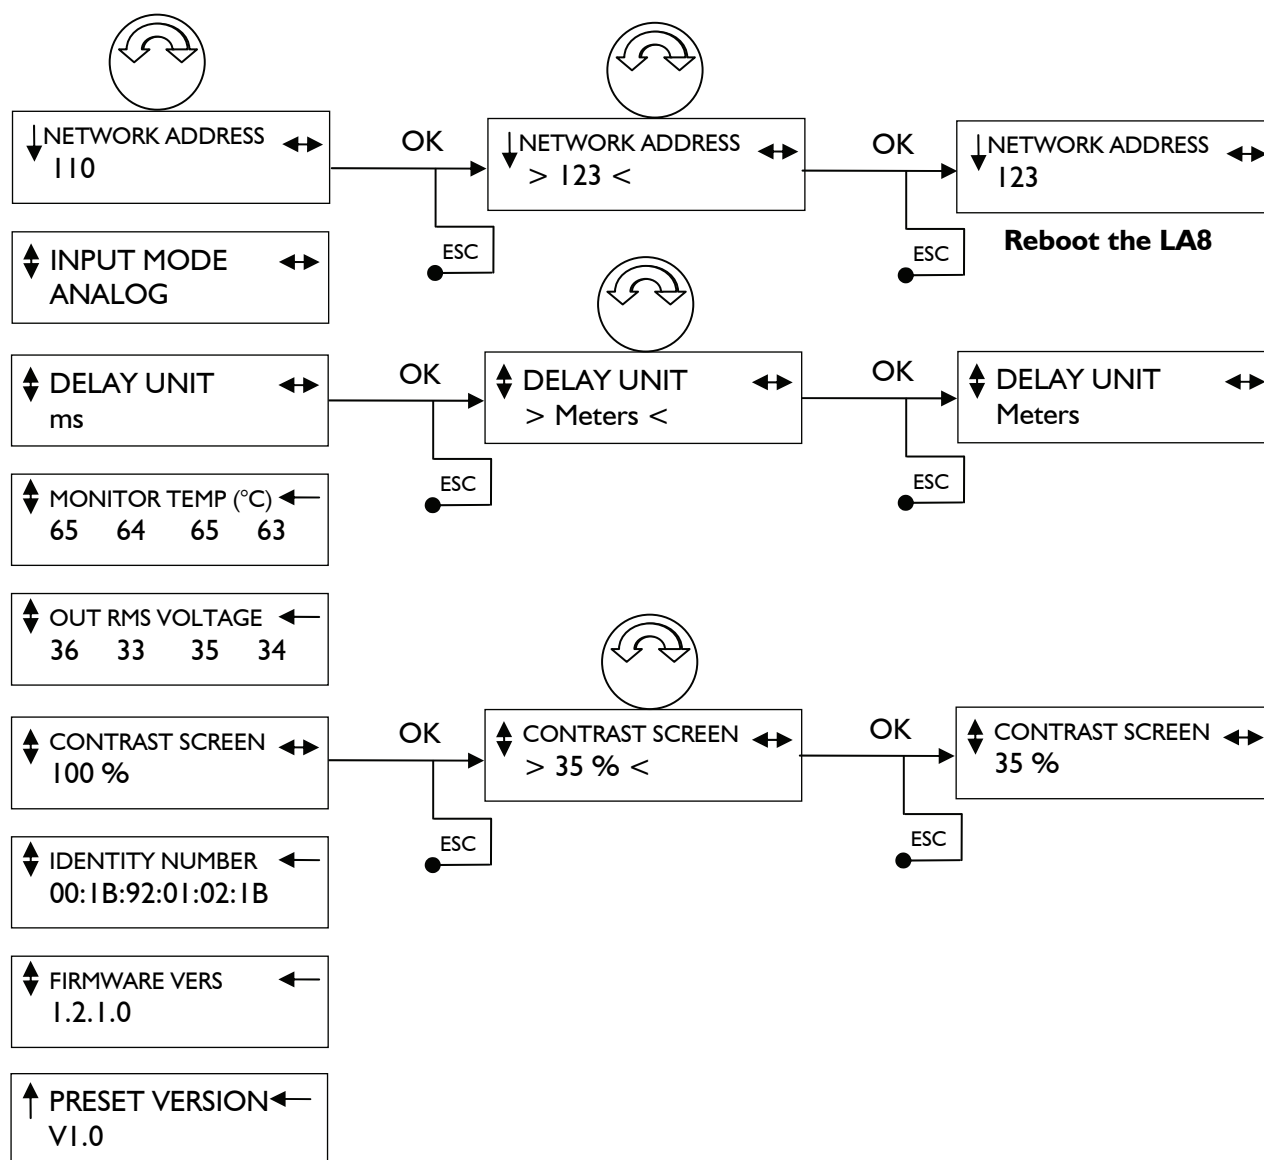 NETWORK ADDRESS
110
OK
ESC
NETWORK ADDRESS
> 123 <
OK
ESC
NETWORK ADDRESS
123
Reboot the LA8
INPUT MODE
ANALOG
DELAY UNIT
ms
OK
ESC
DELAY UNIT
> Meters <
OK
ESC
DELAY UNIT
Meters
MONITOR TEMP (°C)
65 64 65 63
OUT RMS VOLTAGE
36 33 35 34
CONTRAST SCREEN
100 %
OK
ESC
CONTRAST SCREEN
> 35 % <
OK
ESC
CONTRAST SCREEN
35 %
IDENTITY NUMBER
00:1B:92:01:02:1B
FIRMWARE VERS
1.2.1.0
PRESET VERSION
V1.0